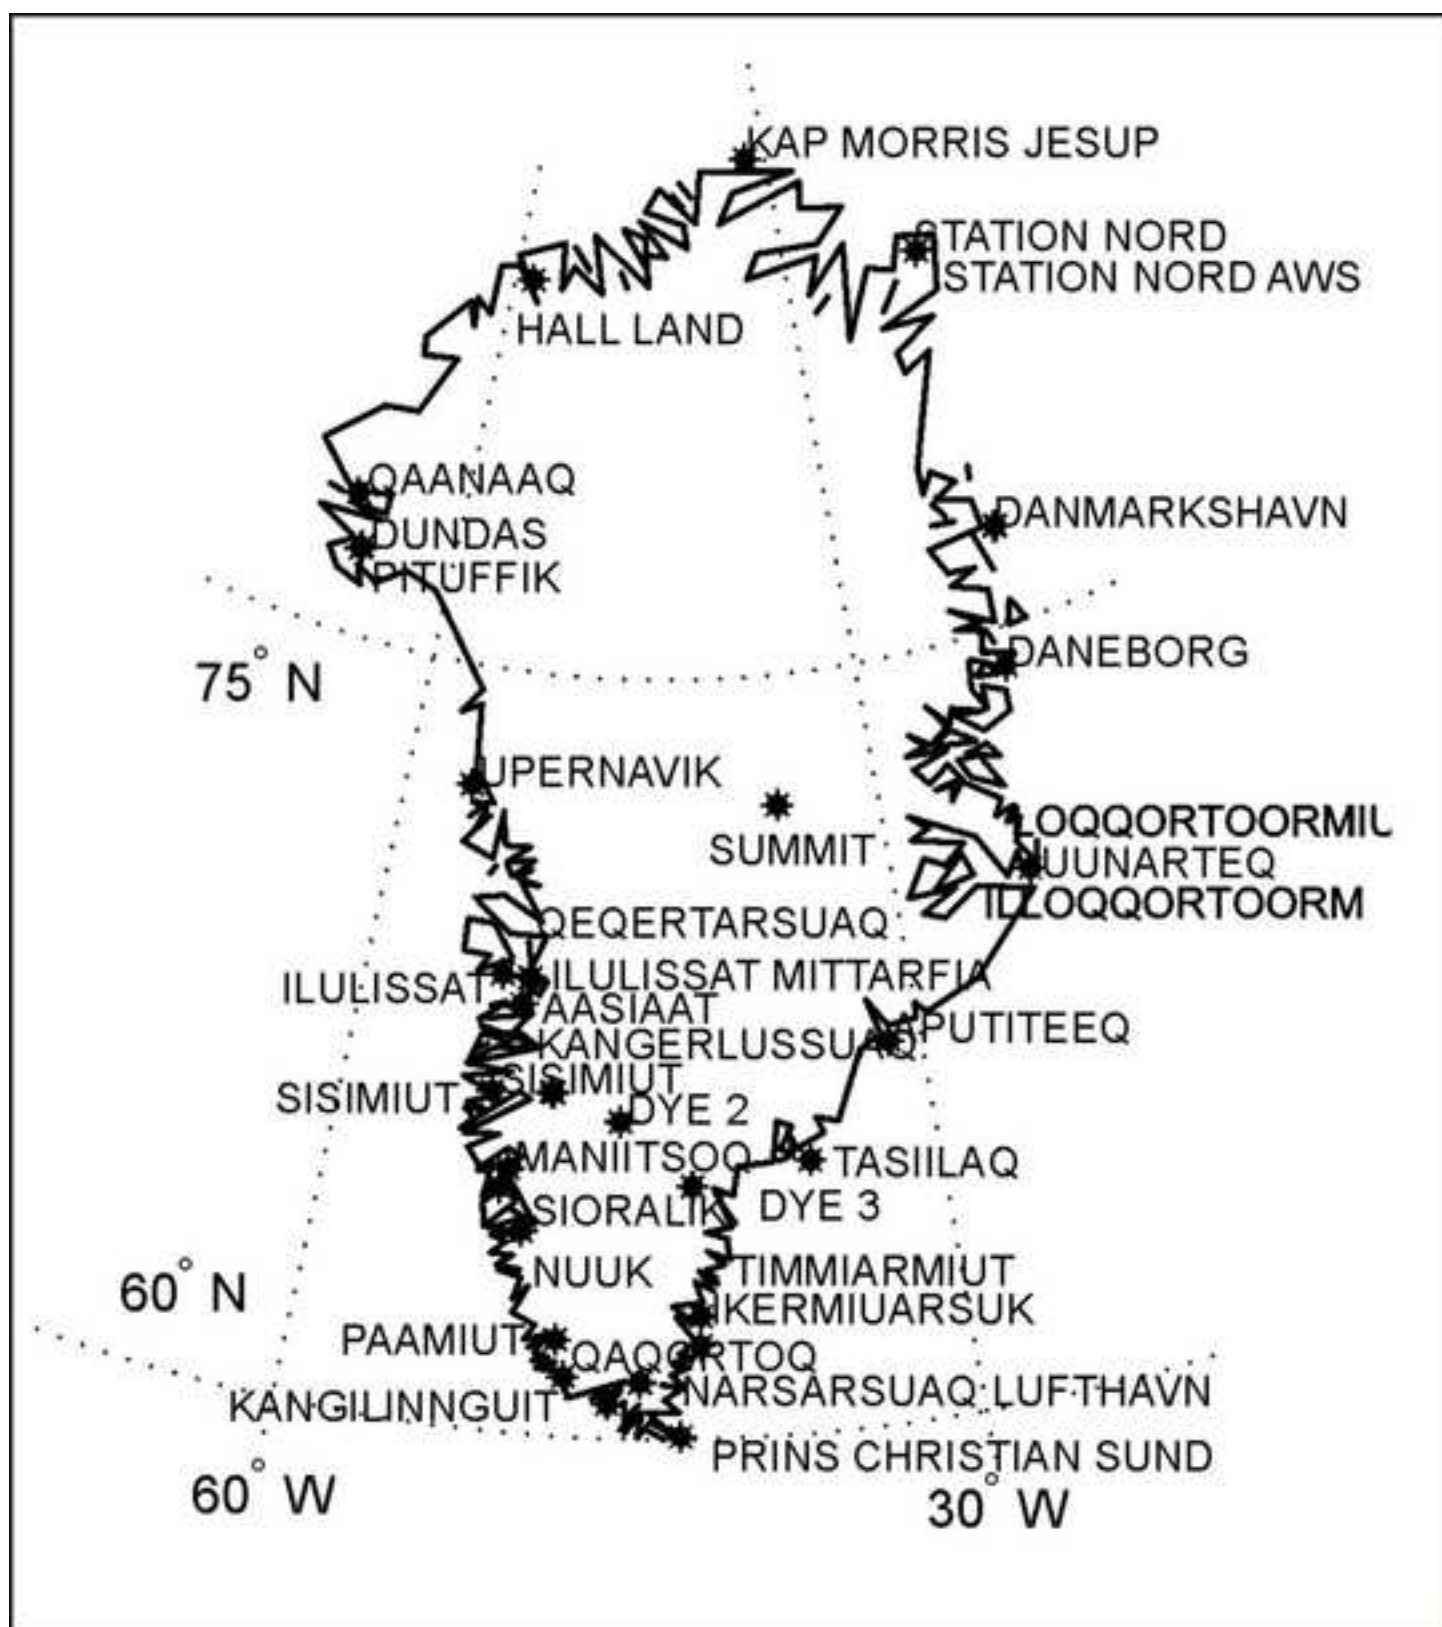 KAP MORRIS JESUP
STATION NORD
STATION NORD AWS
HALL LAND
QAANAAQ
DANMARKSHAVN
DUNDAS
PITUFFIK
DANEBORG
75° N
UPERNAVIK
LOQQORTOORMIU
SUMMIT
UUNARTEQ
ILLOQQORTOORM
QEQERTARSUAQ
ILULISSAT MITTARFIA
ILULISSAT
AASIAAT
APUTITEEQ
KANGERLUSSUAQ
SISIMIUT
SISIMIUT
DYE 2
MANIITSOQ
TASIILAQ
SIORALIK
DYE 3
NUUK
TIMMIARMIUT
60° N
IKERMIUARSUK
PAAMIUT
QAQORTOQ
NARSARSUAQ LUFTHAVN
KANGILINNGUIT
PRINS CHRISTIAN SUND
60° W
30° W